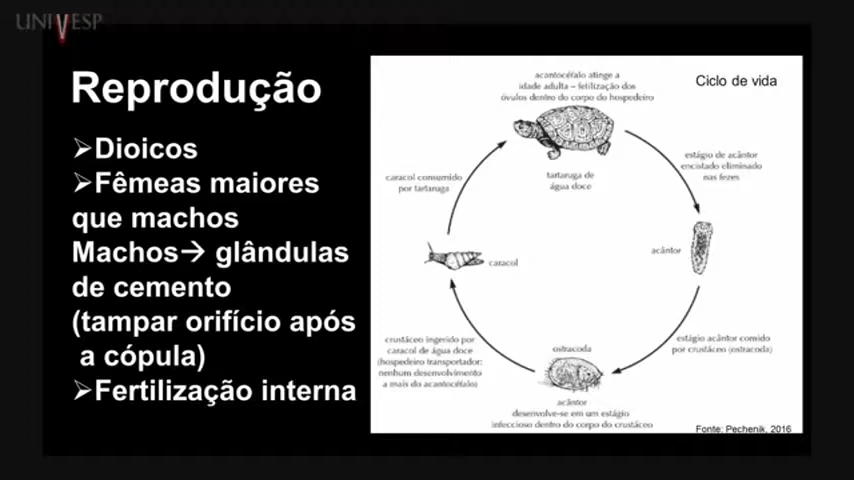 UNIVESP
Reprodução
➢Dioicos
➢Fêmeas maiores
que machos
Machos→ glândulas
de cemento
(tampar orifício após
a cópula)
➢Fertilização interna
Ciclo de vida
acantocéfalo atinge a
idade adulta – fetilização dos
óvulos dentro do corpo do hospedeiro
tartaruga de
água doce
estágio de acântor
encistado eliminado
nas fezes
acântor
estágio acântor comido
por crustáceo (ostracoda)
ostracoda
acântor
desenvolve-se em um estágio
infeccioso dentro do corpo do crustáceo
crustáceo ingerido por
caracol de água doce
(hospedeiro transportador:
nenhum desenvolvimento
a mais do acantocéfalo)
caracol
caracol consumido
por tartaruga
Fonte: Pechenik, 2016